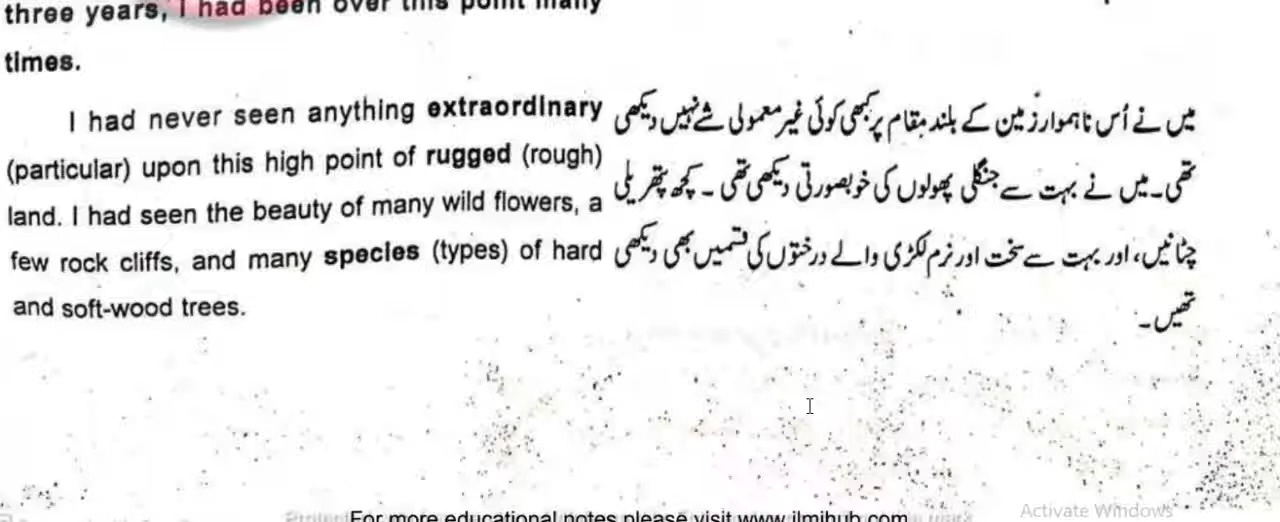 three years, I had been over this point many
times.
I had never seen anything extraordinary
(particular) upon this high point of rugged (rough)
land. I had seen the beauty of many wild flowers, a
few rock cliffs, and many species (types) of hard
and soft-wood trees.
میں نے اُس ناہموار زمین کے بلند مقام پر کبھی کوئی غیر معمولی شے نہیں دیکھی
تھی۔ میں نے بہت سے جنگلی پھولوں کی خوبصورتی دیکھی تھی ۔ کچھ پتھریلی
چٹانیں، اور بہت سے سخت اور نرم لکڑی والے درختوں کی قسمیں بھی دیکھی
تھیں۔
For more educational notes please visit www.ilmihub.com
Activate Windows